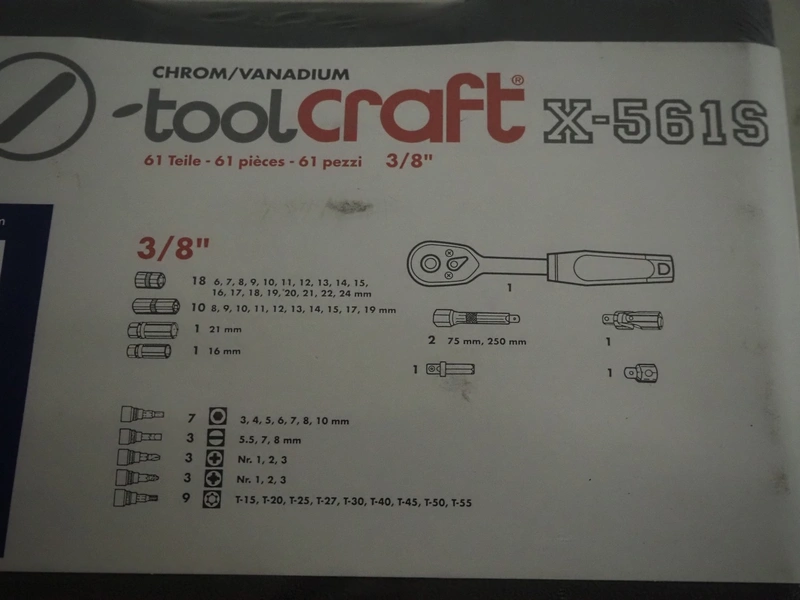 CHROM/VANADIUM
toolcraft® X-561S
61 Teile - 61 pièces - 61 pezzi 3/8"
3/8"
18 6, 7, 8, 9, 10, 11, 12, 13, 14, 15,
16, 17, 18, 19, 20, 21, 22, 24 mm
10 8, 9, 10, 11, 12, 13, 14, 15, 17, 19 mm
1 21 mm
1 16 mm
1
2 75 mm, 250 mm
1
1
1
7 3, 4, 5, 6, 7, 8, 10 mm
3 5.5, 7, 8 mm
3 Nr. 1, 2, 3
3 Nr. 1, 2, 3
9 T-15, T-20, T-25, T-27, T-30, T-40, T-45, T-50, T-55